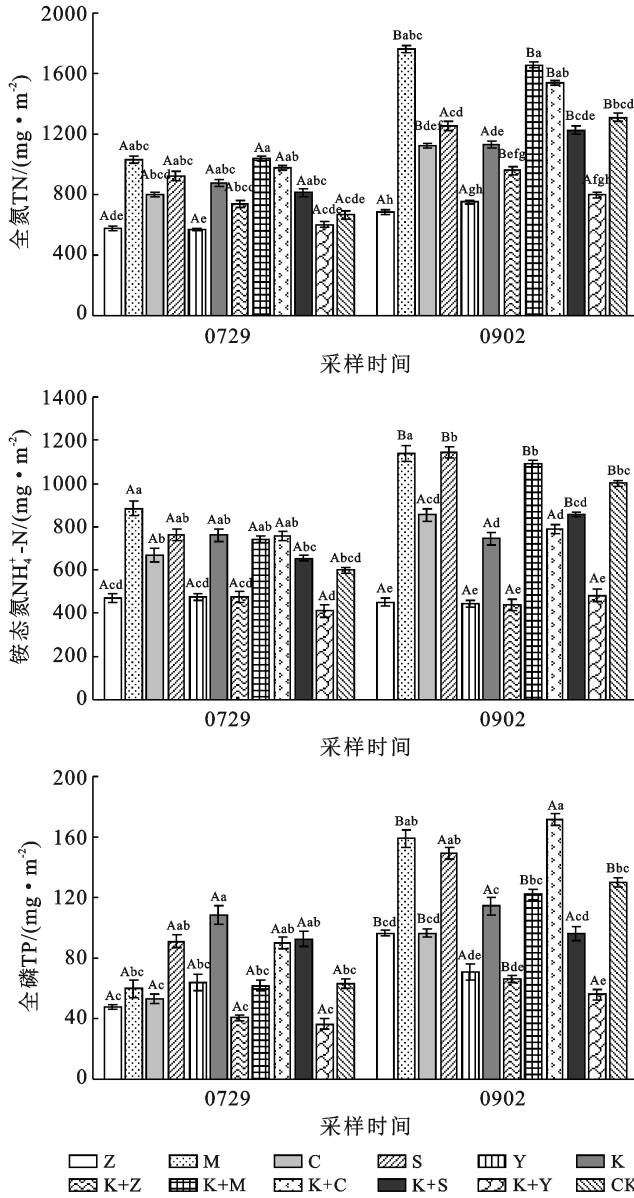 2000
1600
1200
800
400
0
全氮TN/(mg·m⁻²)
Ade Aabc Abcd Aabc Ae Aabc Abcd Aa Aab Aabc Acde Acde
Ah Babc Bdef Acd Agh Ade Befg Ba Bab Bcde Afgh Bbcd
0729 0902
采样时间
1400
1200
1000
800
600
400
200
0
铵态氮NH₄⁺-N/(mg·m⁻²)
Acd Aa Ab Aab Acd Aab Acd Aab Aab Abc Ad Abcd
Ae Ba Acd Bb Ae Ad Ae Bb Ad Bcd Ae Bbc
0729 0902
采样时间
200
160
120
80
40
0
全磷TP/(mg·m⁻²)
Ac Abc Ac Aab Abc Aa Ac Abc Aab Aab Ac Abc
Bcd Bab Bcd Aab Ade Ac Bde Bbc Aa Acd Ae Bbc
0729 0902
采样时间
Z M C S Y K
K+Z K+M K+C K+S K+Y CK